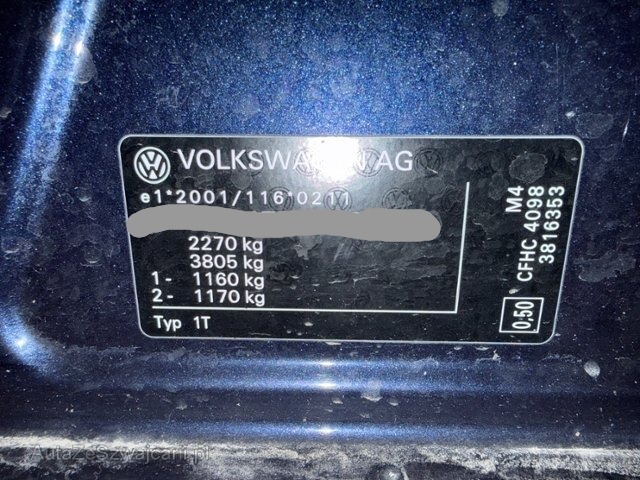 VOLKSWAGEN AG
e1*2001/116*0211
2270 kg
3805 kg
1- 1160 kg
2- 1170 kg
Typ 1T
M4
CFHC 4098
3816353
0,50
AutazeSzwajcarii.pl